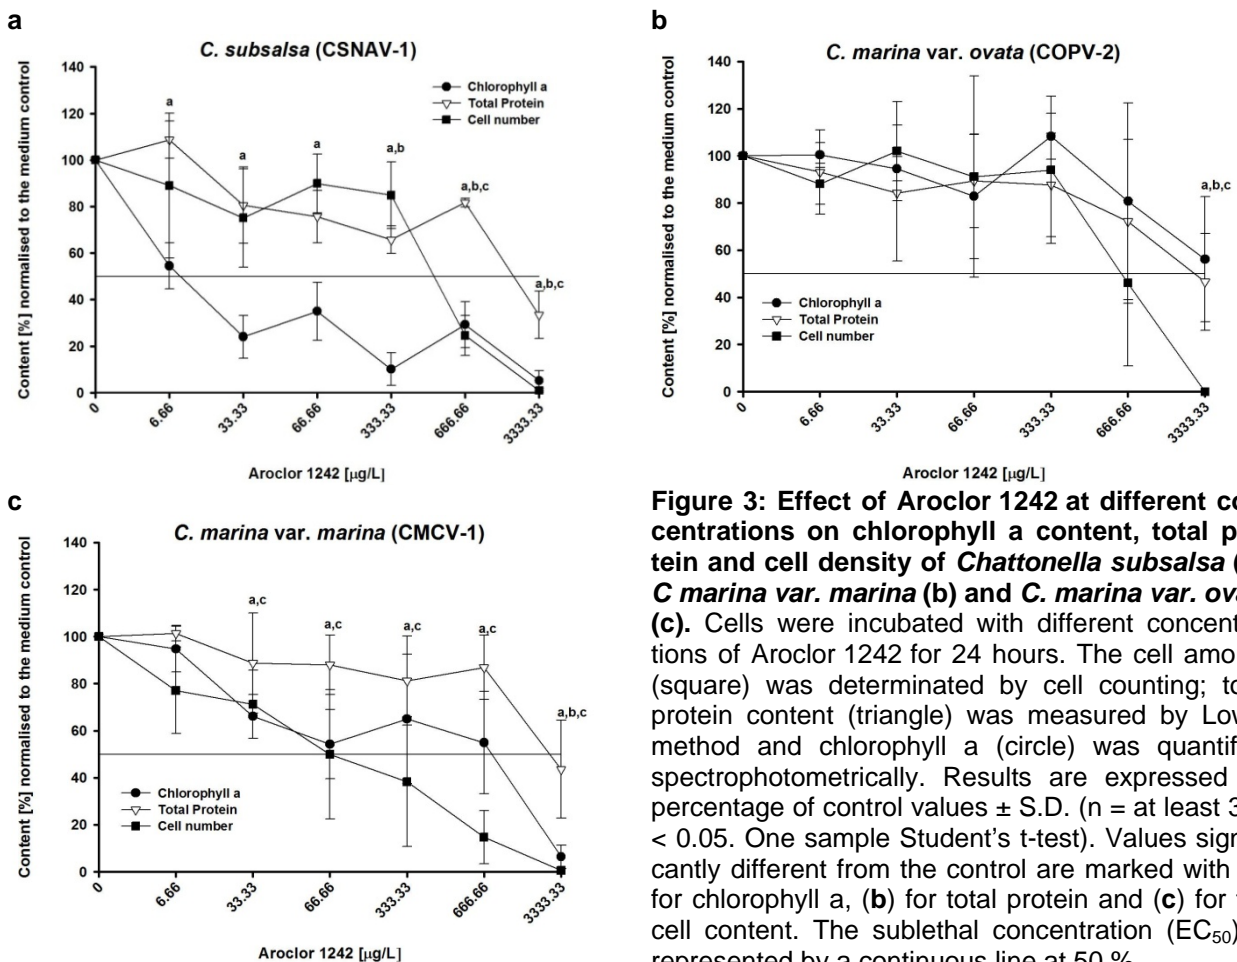 a
C. subsalsa (CSNAV-1)
Content [%] normalised to the medium control
140
120
100
80
60
40
20
0
Chlorophyll a
Total Protein
Cell number
a
a
a
a,b
a,b,c
a,b,c
0
6.66
33.33
66.66
333.33
666.66
3333.33
Aroclor 1242 [µg/L]
b
C. marina var. ovata (COPV-2)
Content [%] normalised to the medium control
140
120
100
80
60
40
20
0
a,b,c
Chlorophyll a
Total Protein
Cell number
0
6.66
33.33
66.66
333.33
666.66
3333.33
Aroclor 1242 [µg/L]
c
C. marina var. marina (CMCV-1)
Content [%] normalised to the medium control
140
120
100
80
60
40
20
0
a,c
a,c
a,c
a,c
a,b,c
Chlorophyll a
Total Protein
Cell number
0
6.66
33.33
66.66
333.33
666.66
3333.33
Aroclor 1242 [µg/L]
Figure 3: Effect of Aroclor 1242 at different co
centrations on chlorophyll a content, total p
tein and cell density of Chattonella subsalsa (
C marina var. marina (b) and C. marina var. ov
(c). Cells were incubated with different concent
tions of Aroclor 1242 for 24 hours. The cell amo
(square) was determinated by cell counting; to
protein content (triangle) was measured by Low
method and chlorophyll a (circle) was quantif
spectrophotometrically. Results are expressed
percentage of control values ± S.D. (n = at least 3
< 0.05. One sample Student’s t-test). Values sign
cantly different from the control are marked with
for chlorophyll a, (b) for total protein and (c) for
cell content. The sublethal concentration (EC50)
represented by a continuous line at 50 %